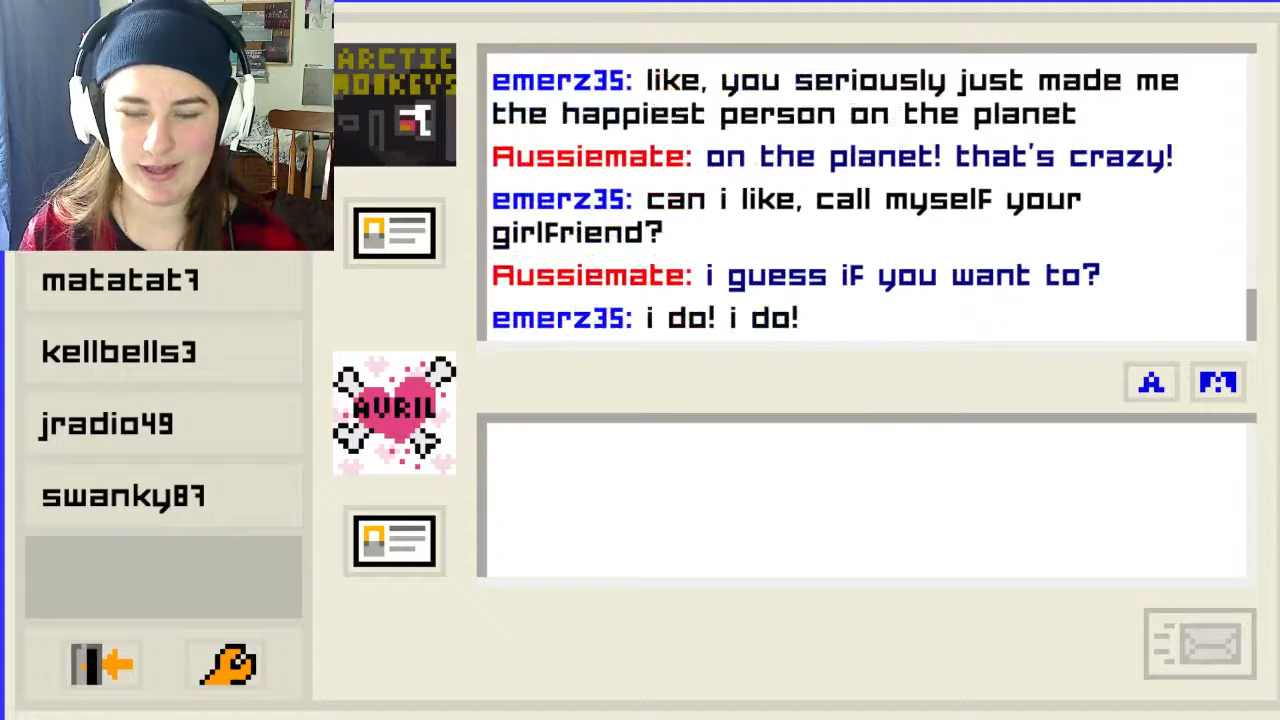 ARCTIC
MONKEYS
emerz35: like, you seriously just made me
the happiest person on the planet
Aussiemate: on the planet! that's crazy!
emerz35: can i like, call myself your
girlfriend?
Aussiemate: i guess if you want to?
emerz35: i do! i do!
matatat7
kellbells3
jradio49
swanky87
AVRIL
A